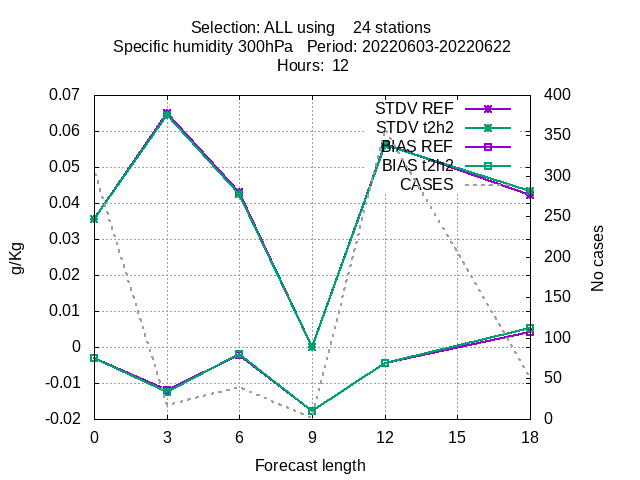 Selection: ALL using    24 stations
Specific humidity 300hPa   Period: 20220603-20220622
Hours:  12
0.07
0.06
0.05
0.04
0.03
0.02
0.01
0
-0.01
-0.02
g/Kg
STDV REF
STDV t2h2
BIAS REF
BIAS t2h2
CASES
400
350
300
250
200
150
100
50
0
No cases
0 3 6 9 12 15 18
Forecast length